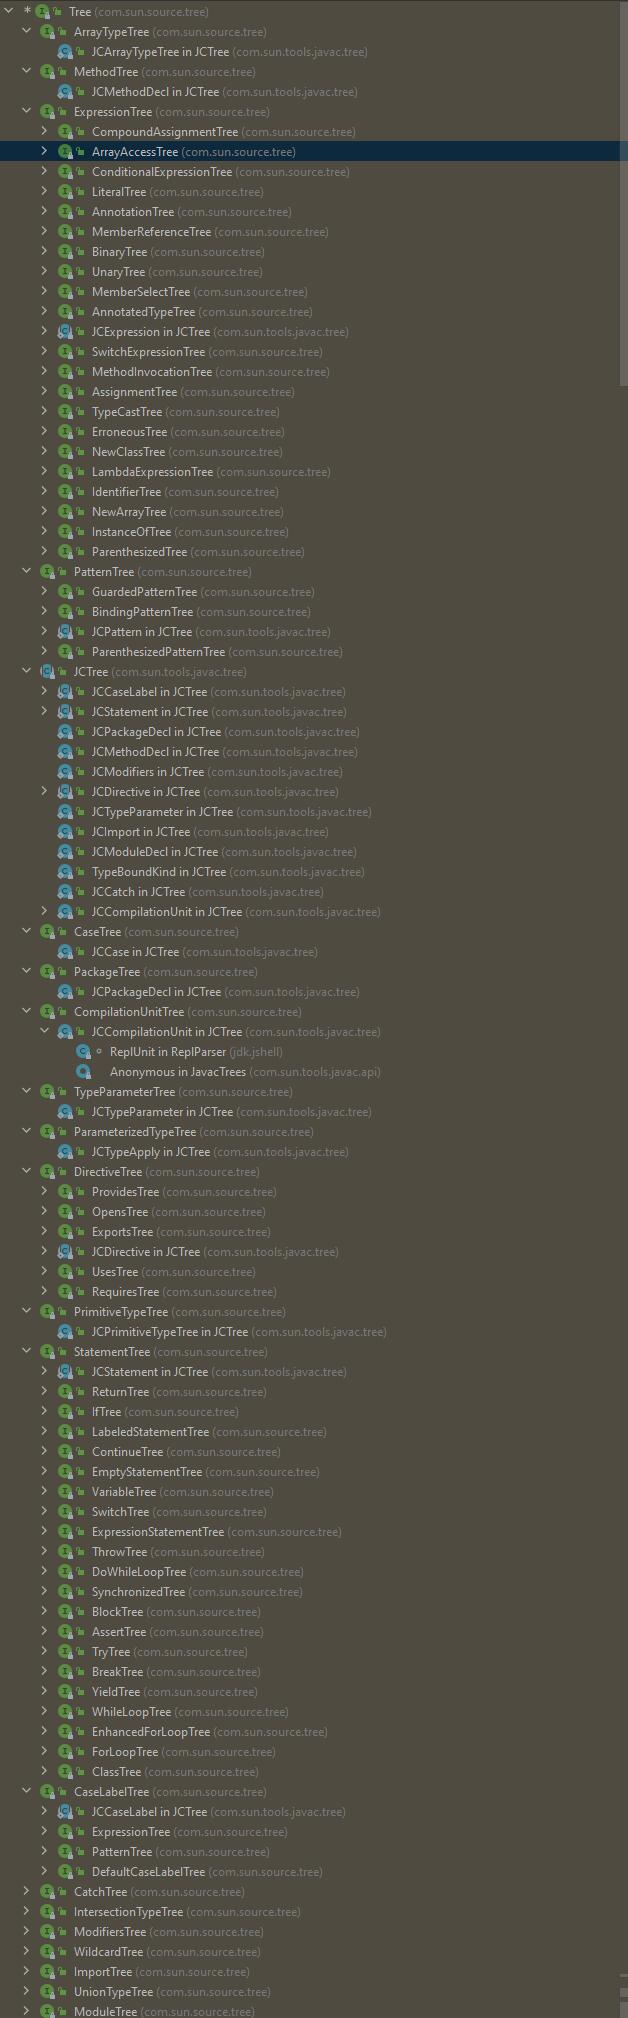 * Tree (com.sun.source.tree)
ArrayTypeTree (com.sun.source.tree)
JCArrayTypeTree in JCTree (com.sun.tools.javac.tree)
MethodTree (com.sun.source.tree)
JCMethodDecl in JCTree (com.sun.tools.javac.tree)
ExpressionTree (com.sun.source.tree)
CompoundAssignmentTree (com.sun.source.tree)
ArrayAccessTree (com.sun.source.tree)
ConditionalExpressionTree (com.sun.source.tree)
LiteralTree (com.sun.source.tree)
AnnotationTree (com.sun.source.tree)
MemberReferenceTree (com.sun.source.tree)
BinaryTree (com.sun.source.tree)
UnaryTree (com.sun.source.tree)
MemberSelectTree (com.sun.source.tree)
AnnotatedTypeTree (com.sun.source.tree)
JCExpression in JCTree (com.sun.tools.javac.tree)
SwitchExpressionTree (com.sun.source.tree)
MethodInvocationTree (com.sun.source.tree)
AssignmentTree (com.sun.source.tree)
TypeCastTree (com.sun.source.tree)
ErroneousTree (com.sun.source.tree)
NewClassTree (com.sun.source.tree)
LambdaExpressionTree (com.sun.source.tree)
IdentifierTree (com.sun.source.tree)
NewArrayTree (com.sun.source.tree)
InstanceOfTree (com.sun.source.tree)
ParenthesizedTree (com.sun.source.tree)
PatternTree (com.sun.source.tree)
GuardedPatternTree (com.sun.source.tree)
BindingPatternTree (com.sun.source.tree)
JCPattern in JCTree (com.sun.tools.javac.tree)
ParenthesizedPatternTree (com.sun.source.tree)
JCTree (com.sun.tools.javac.tree)
JCCaseLabel in JCTree (com.sun.tools.javac.tree)
JCStatement in JCTree (com.sun.tools.javac.tree)
JCPackageDecl in JCTree (com.sun.tools.javac.tree)
JCMethodDecl in JCTree (com.sun.tools.javac.tree)
JCModifiers in JCTree (com.sun.tools.javac.tree)
JCDirective in JCTree (com.sun.tools.javac.tree)
JCTypeParameter in JCTree (com.sun.tools.javac.tree)
JCImport in JCTree (com.sun.tools.javac.tree)
JCModuleDecl in JCTree (com.sun.tools.javac.tree)
TypeBoundKind in JCTree (com.sun.tools.javac.tree)
JCCatch in JCTree (com.sun.tools.javac.tree)
JCCompilationUnit in JCTree (com.sun.tools.javac.tree)
CaseTree (com.sun.source.tree)
JCCase in JCTree (com.sun.tools.javac.tree)
PackageTree (com.sun.source.tree)
JCPackageDecl in JCTree (com.sun.tools.javac.tree)
CompilationUnitTree (com.sun.source.tree)
JCCompilationUnit in JCTree (com.sun.tools.javac.tree)
ReplUnit in ReplParser (jdk.jshell)
Anonymous in JavacTrees (com.sun.tools.javac.api)
TypeParameterTree (com.sun.source.tree)
JCTypeParameter in JCTree (com.sun.tools.javac.tree)
ParameterizedTypeTree (com.sun.source.tree)
JCTypeApply in JCTree (com.sun.tools.javac.tree)
DirectiveTree (com.sun.source.tree)
ProvidesTree (com.sun.source.tree)
OpensTree (com.sun.source.tree)
ExportsTree (com.sun.source.tree)
JCDirective in JCTree (com.sun.tools.javac.tree)
UsesTree (com.sun.source.tree)
RequiresTree (com.sun.source.tree)
PrimitiveTypeTree (com.sun.source.tree)
JCPrimitiveTypeTree in JCTree (com.sun.tools.javac.tree)
StatementTree (com.sun.source.tree)
JCStatement in JCTree (com.sun.tools.javac.tree)
ReturnTree (com.sun.source.tree)
IfTree (com.sun.source.tree)
LabeledStatementTree (com.sun.source.tree)
ContinueTree (com.sun.source.tree)
EmptyStatementTree (com.sun.source.tree)
VariableTree (com.sun.source.tree)
SwitchTree (com.sun.source.tree)
ExpressionStatementTree (com.sun.source.tree)
ThrowTree (com.sun.source.tree)
DoWhileLoopTree (com.sun.source.tree)
SynchronizedTree (com.sun.source.tree)
BlockTree (com.sun.source.tree)
AssertTree (com.sun.source.tree)
TryTree (com.sun.source.tree)
BreakTree (com.sun.source.tree)
YieldTree (com.sun.source.tree)
WhileLoopTree (com.sun.source.tree)
EnhancedForLoopTree (com.sun.source.tree)
ForLoopTree (com.sun.source.tree)
ClassTree (com.sun.source.tree)
CaseLabelTree (com.sun.source.tree)
JCCaseLabel in JCTree (com.sun.tools.javac.tree)
ExpressionTree (com.sun.source.tree)
PatternTree (com.sun.source.tree)
DefaultCaseLabelTree (com.sun.source.tree)
CatchTree (com.sun.source.tree)
IntersectionTypeTree (com.sun.source.tree)
ModifiersTree (com.sun.source.tree)
WildcardTree (com.sun.source.tree)
ImportTree (com.sun.source.tree)
UnionTypeTree (com.sun.source.tree)
ModuleTree (com.sun.source.tree)